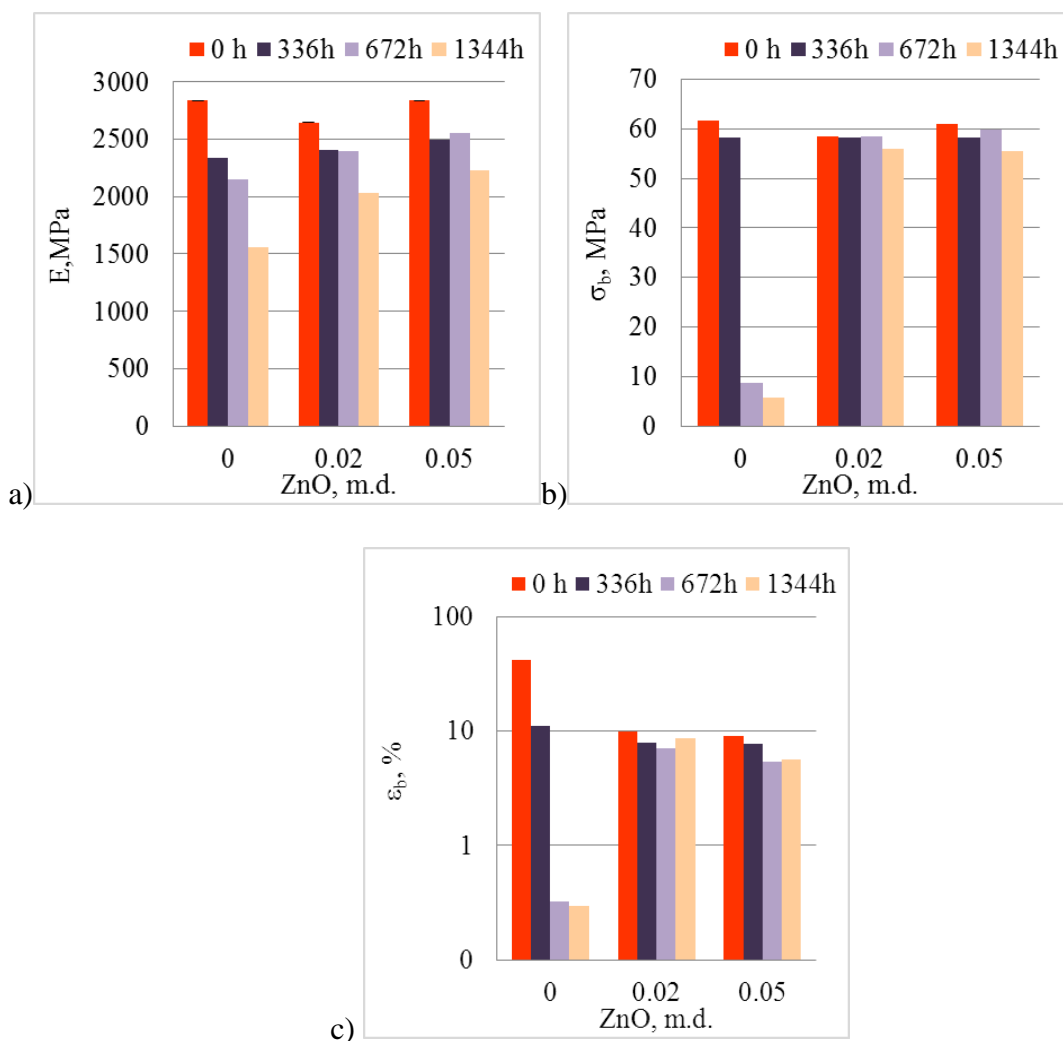 0 h 336h 672h 1344h
3000
2500
2000
1500
1000
500
0
E,MPa
0 0.02 0.05
ZnO, m.d.
a)
0 h 336h 672h 1344h
70
60
50
40
30
20
10
0
σb, MPa
0 0.02 0.05
ZnO, m.d.
b)
0 h 336h 672h 1344h
100
10
1
0
εb, %
0 0.02 0.05
ZnO, m.d.
c)